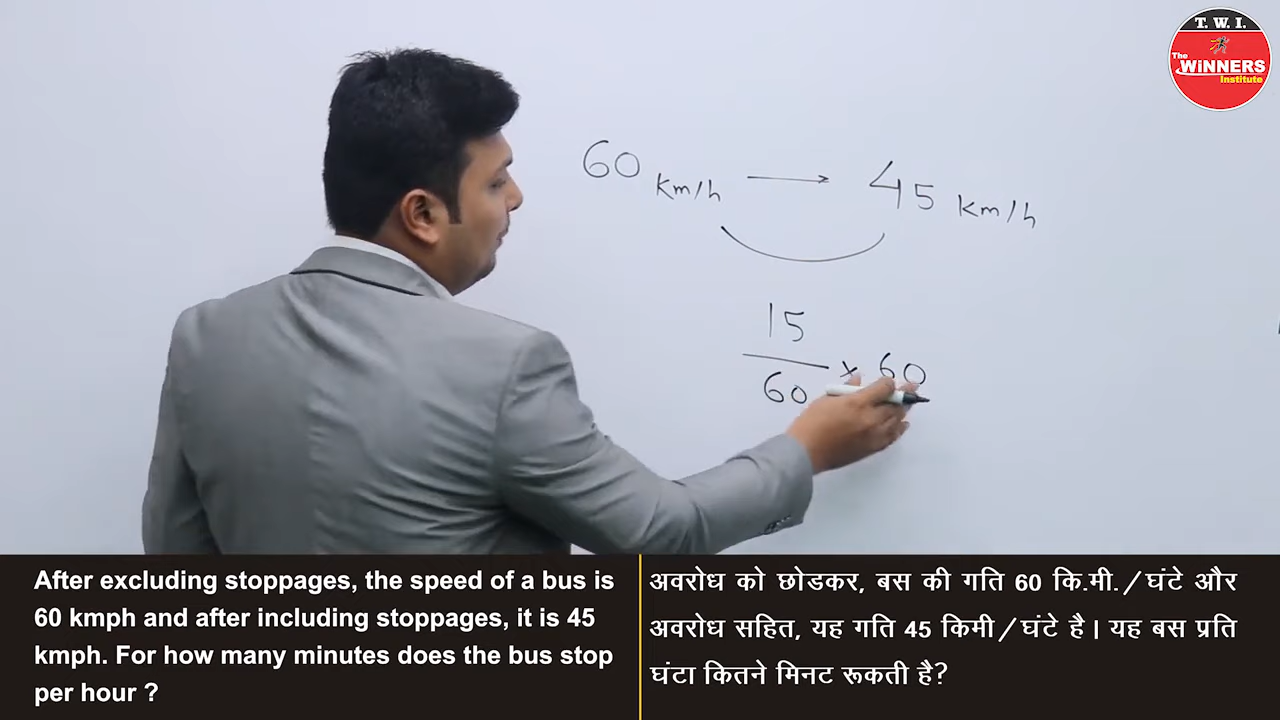 T. W. I.
The
WiNNERS
Institute
60 Km/h → 45 Km/h
15
60 × 60
After excluding stoppages, the speed of a bus is
60 kmph and after including stoppages, it is 45
kmph. For how many minutes does the bus stop
per hour ?
अवरोध को छोडकर, बस की गति 60 कि.मी./घंटे और
अवरोध सहित, यह गति 45 किमी/घंटे है। यह बस प्रति
घंटा कितने मिनट रूकती है?